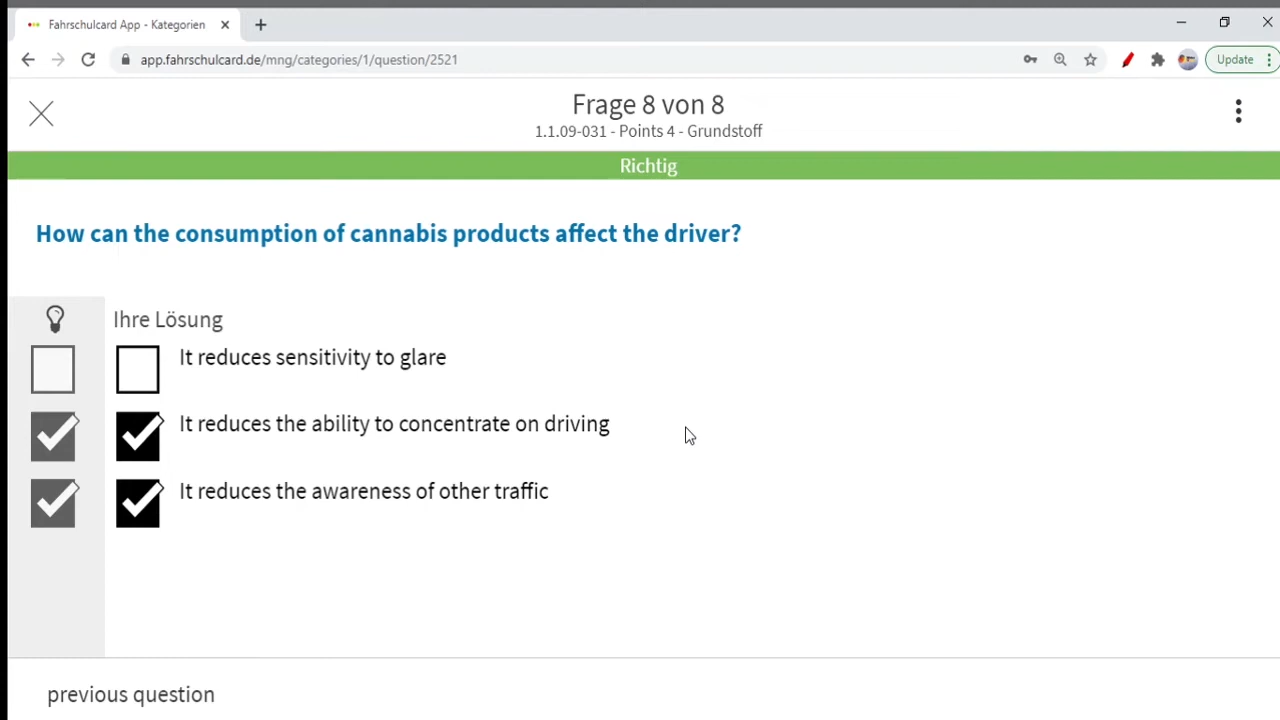 Fahrschulcard App - Kategorien
app.fahrschulcard.de/mng/categories/1/question/2521
Update
Frage 8 von 8
1.1.09-031 - Points 4 - Grundstoff
Richtig
How can the consumption of cannabis products affect the driver?
Ihre Lösung
It reduces sensitivity to glare
It reduces the ability to concentrate on driving
It reduces the awareness of other traffic
previous question